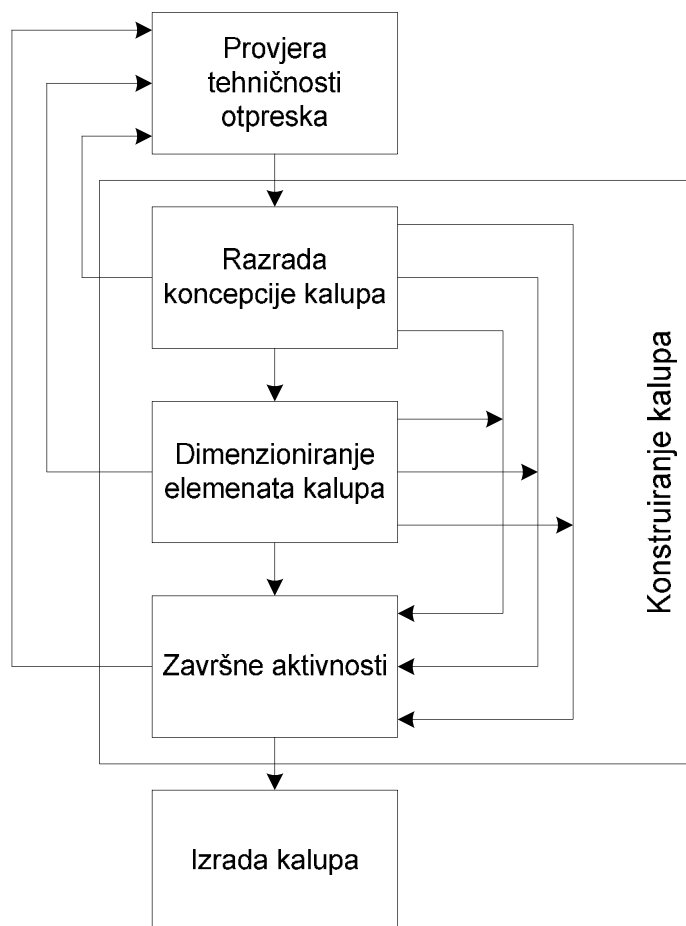 Provjera
tehničnosti
otpreska
Razrada
koncepcije kalupa
Dimenzioniranje
elemenata kalupa
Konstruiranje kalupa
Završne aktivnosti
Izrada kalupa